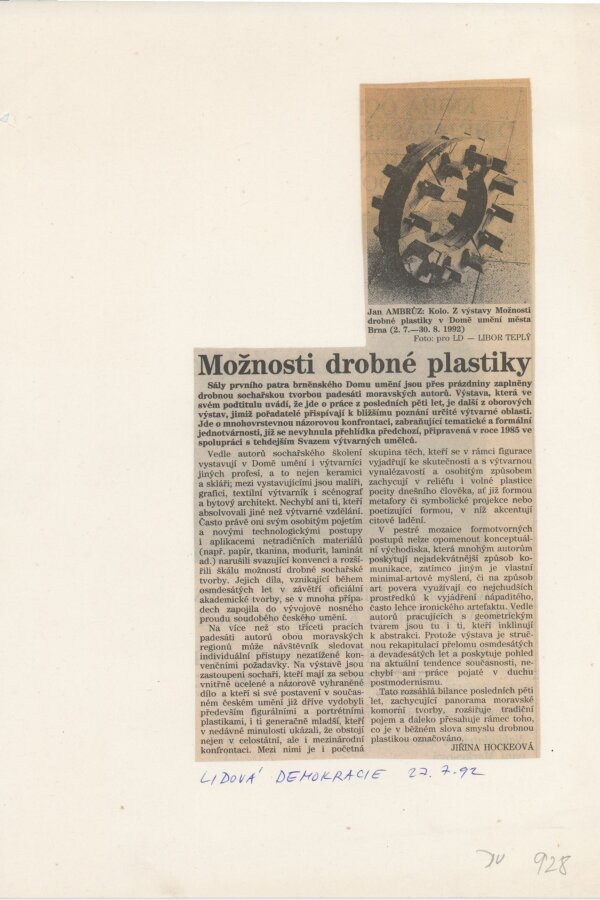 Jan AMBRŮZ: Kolo. Z výstavy Možnosti
drobné plastiky v Domě umění města
Brna (2. 7.—30. 8. 1992)
Foto: pro LD — LIBOR TEPLÝ
Možnosti drobné plastiky
Sály prvního patra brněnského Domu umění jsou přes prázdniny zaplněny
drobnou sochařskou tvorbou padesáti moravských autorů. Výstava, která ve
svém podtitulu uvádí, že jde o práce z posledních pěti let, je další z oborových
výstav, jimiž pořadatelé přispívají k bližšímu poznání určité výtvarné oblasti.
Jde o mnohovrstevnou názorovou konfrontaci, zabraňující tematické a formální
jednotvárnosti, jíž se nevyhnula přehlídka předchozí, připravená v roce 1985 ve
spolupráci s tehdejším Svazem výtvarných umělců.
Vedle autorů sochařského školení
vystavují v Domě umění i výtvarníci
jiných profesí, a to nejen keramici
a skláři; mezi vystavujícími jsou malíři,
grafici, textilní výtvarník i scénograf
a bytový architekt. Nechybí ani ti, kteří
absolvovali jiné než výtvarné vzdělání.
Často právě oni svým osobitým pojetím
a novými technologickými postupy
i aplikacemi netradičních materiálů
(např. papír, tkanina, modurit, laminát
ad.) narušili svazující konvenci a rozší-
řili škálu možností drobné sochařské
tvorby. Jejich díla, vznikající během
osmdesátých let v závětří oficiální
akademické tvorby, se v mnoha přípa-
dech zapojila do vývojově nosného
proudu soudobého českého umění.
Na více než sto třiceti pracích
padesáti autorů obou moravských
regionů může návštěvník sledovat
individuální přístupy nezatížené kon-
venčními požadavky. Na výstavě jsou
zastoupeni sochaři, kteří mají za sebou
vnitřně ucelené a názorově vyhraněné
dílo a kteří si své postavení v součas-
ném českém umění již dříve vydobyli
především figurálními a portrétními
plastikami, i ti generačně mladší, kteří
v nedávné minulosti ukázali, že obstojí
nejen v celostátní, ale i mezinárodní
konfrontaci. Mezi nimi je i početná
skupina těch, kteří se v rámci figurace
vyjadřují ke skutečnosti a s výtvarnou
vynalézavostí a osobitým způsobem
zachycují v reliéfu i volné plastice
pocity dnešního člověka, ať již formou
metafory či symbolické projekce nebo
poetizující formou, v níž akcentují
citové ladění.
V pestré mozaice formotvorných
postupů nelze opomenout konceptuál-
ní východiska, která mnohým autorům
poskytují nejadekvátnější způsob ko-
munikace, zatímco jiným je vlastní
minimal-artové myšlení, či na způsob
art povera využívají co nejchudších
prostředků k vyjádření nápaditého,
často lehce ironického artefaktu. Vedle
autorů pracujících s geometrickým
tvarem jsou tu i ti, kteří inklinují
k abstrakci. Protože výstava je struč-
nou rekapitulací přelomu osmdesátých
a devadesátých let a poskytuje pohled
na aktuální tendence současnosti, ne-
chybí ani práce pojaté v duchu
postmodernismu.
Tato rozsáhlá bilance posledních pěti
let, zachycující panorama moravské
komorní tvorby, rozšiřuje tradiční
pojem a daleko přesahuje rámec toho,
co je v běžném slova smyslu drobnou
plastikou označováno.
JIŘINA HOCKEOVÁ
LIDOVÁ DEMOKRACIE 27.7.92
928